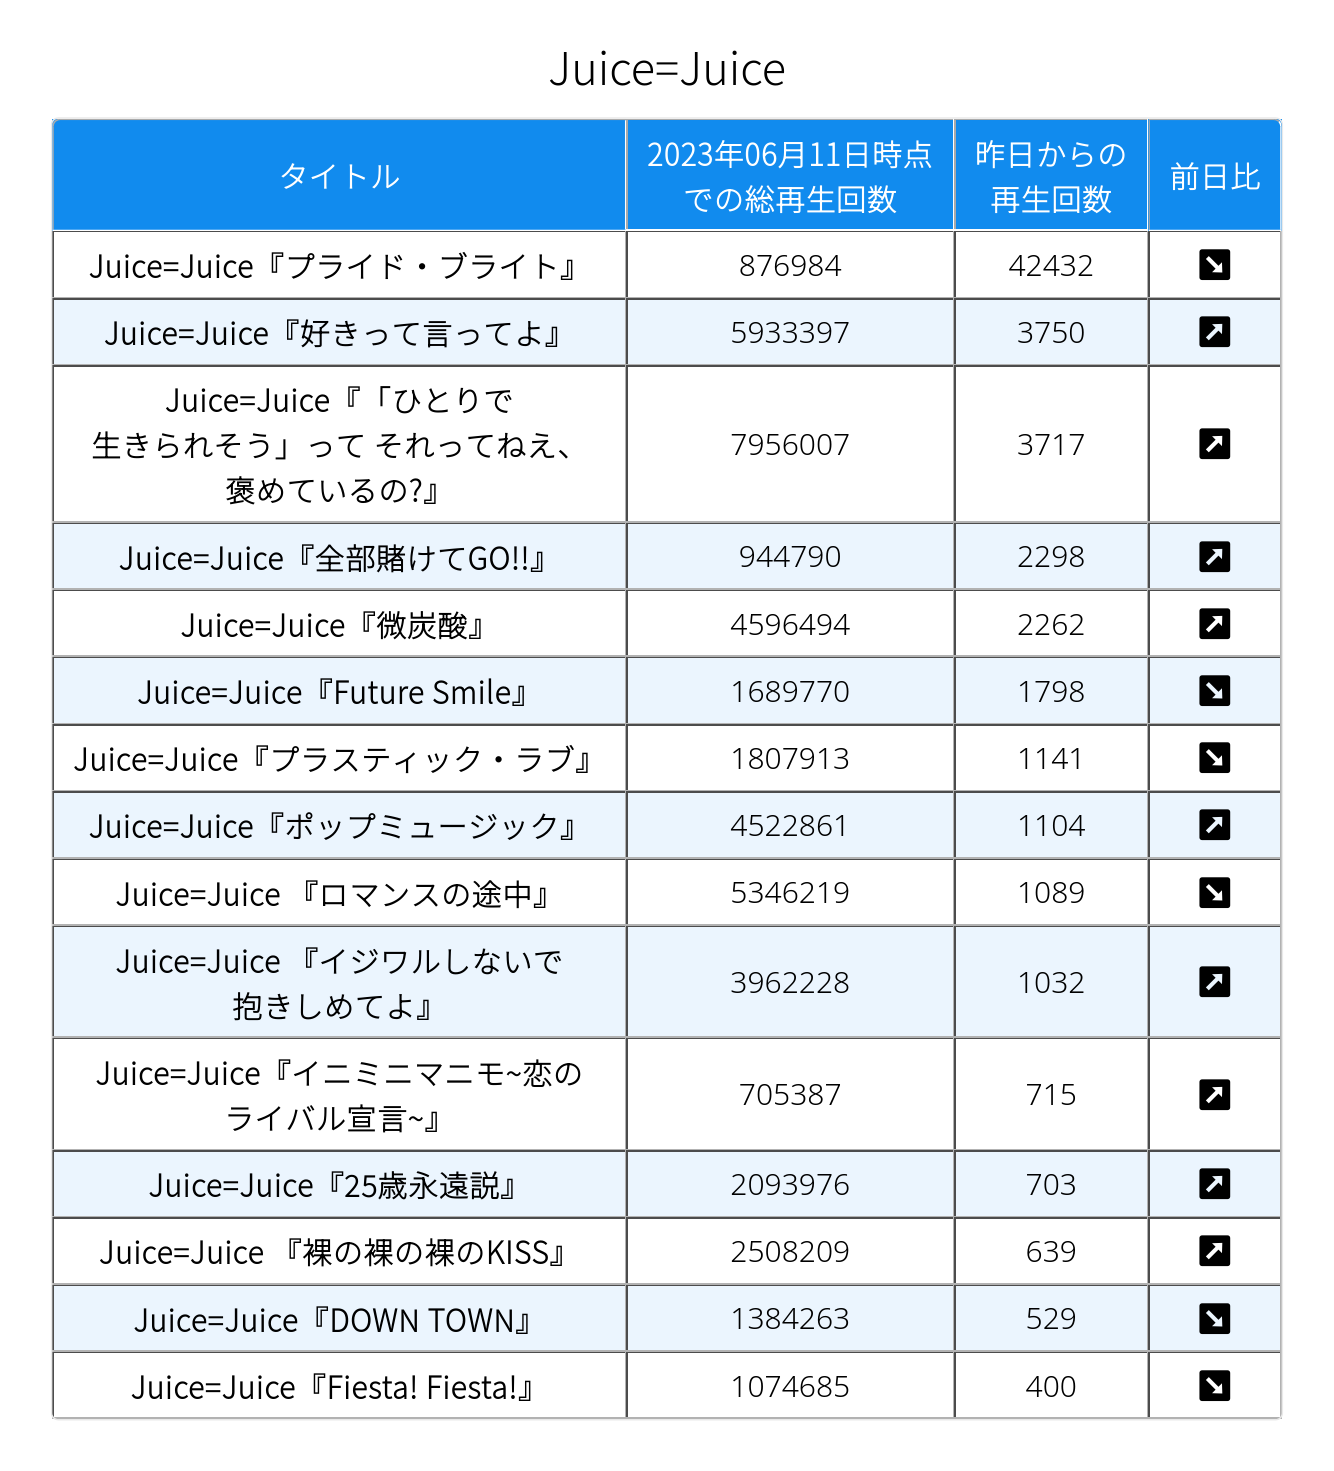 Juice=Juice
タイトル
2023年06月11日時点
での総再生回数
昨日からの
再生回数
前日比
Juice=Juice『プライド・ブライト』
876984
42432
Juice=Juice『好きって言ってよ』
5933397
3750
Juice=Juice『「ひとりで
生きられそう」って それってねえ、
褒めているの?』
7956007
3717
Juice=Juice『全部賭けてGO!!』
944790
2298
Juice=Juice『微炭酸』
4596494
2262
Juice=Juice『Future Smile』
1689770
1798
Juice=Juice『プラスティック・ラブ』
1807913
1141
Juice=Juice『ポップミュージック』
4522861
1104
Juice=Juice 『ロマンスの途中』
5346219
1089
Juice=Juice 『イジワルしないで
抱きしめてよ』
3962228
1032
Juice=Juice『イニミニマニモ~恋の
ライバル宣言~』
705387
715
Juice=Juice『25歳永遠説』
2093976
703
Juice=Juice 『裸の裸の裸のKISS』
2508209
639
Juice=Juice『DOWN TOWN』
1384263
529
Juice=Juice『Fiesta! Fiesta!』
1074685
400